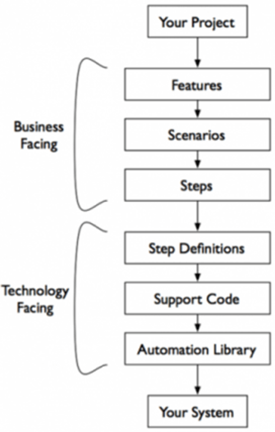 Your Project
Features
Business
Facing
Scenarios
Steps
Step Definitions
Technology
Facing
Support Code
Automation Library
Your System